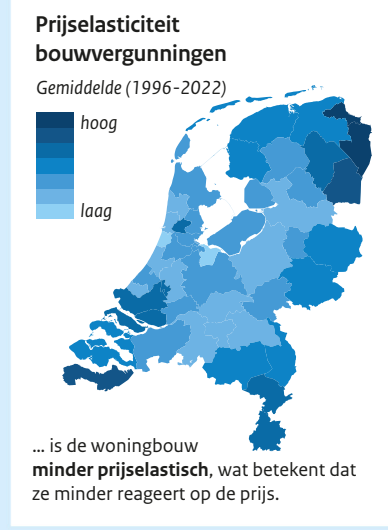 Prijselasticiteit
bouwvergunningen
Gemiddelde (1996-2022)
hoog
laag
... is de woningbouw
minder prijselastisch, wat betekent dat
ze minder reageert op de prijs.